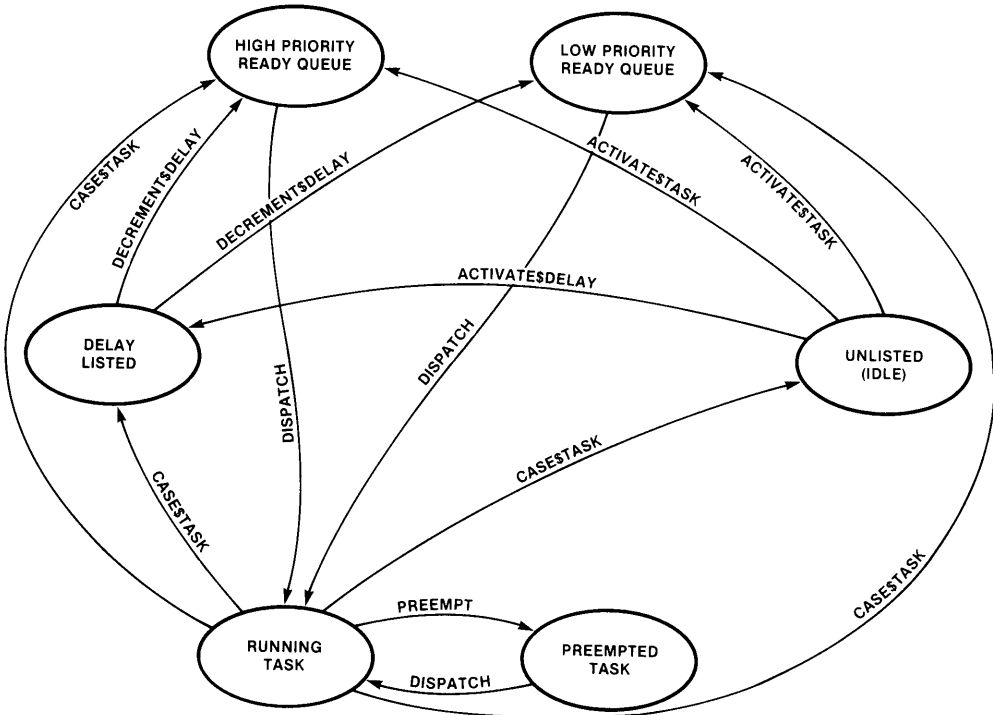 HIGH PRIORITY
READY QUEUE
LOW PRIORITY
READY QUEUE
CASE$TASK
DECREMENT$DELAY
DECREMENT$DELAY
ACTIVATE$TASK
ACTIVATE$TASK
ACTIVATE$DELAY
DELAY
LISTED
UNLISTED
(IDLE)
DISPATCH
DISPATCH
CASE$TASK
CASE$TASK
CASE$TASK
PREEMPT
RUNNING
TASK
PREEMPTED
TASK
DISPATCH